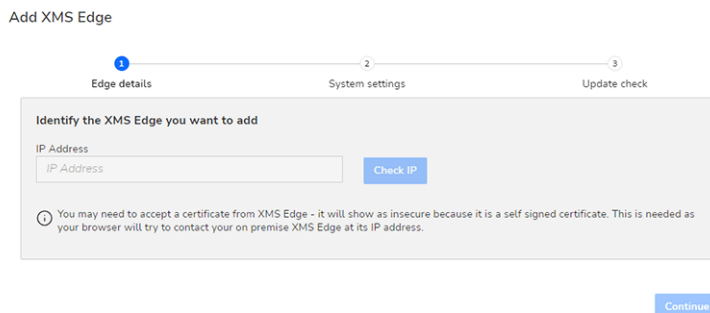 Add XMS Edge
1
2
3
Edge details
System settings
Update check
Identify the XMS Edge you want to add
IP Address
IP Address
Check IP
You may need to accept a certificate from XMS Edge - it will show as insecure because it is a self signed certificate. This is needed as
your browser will try to contact your on premise XMS Edge at its IP address.
Continue